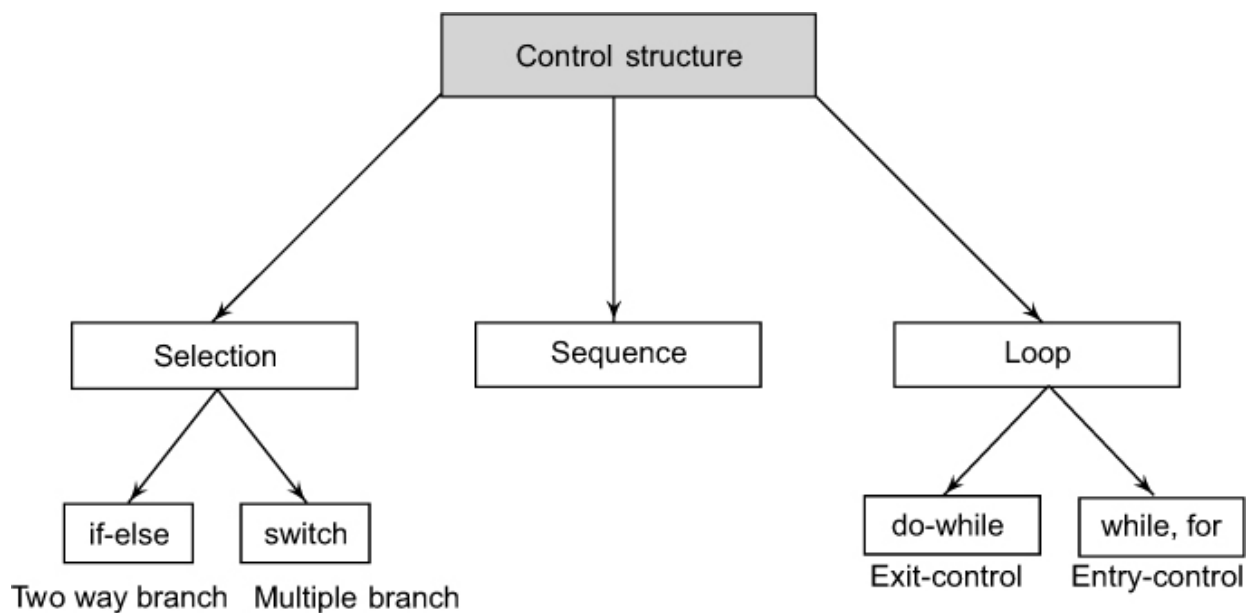 Control structure
Selection
Sequence
Loop
if-else
switch
do-while
while, for
Two way branch
Multiple branch
Exit-control
Entry-control